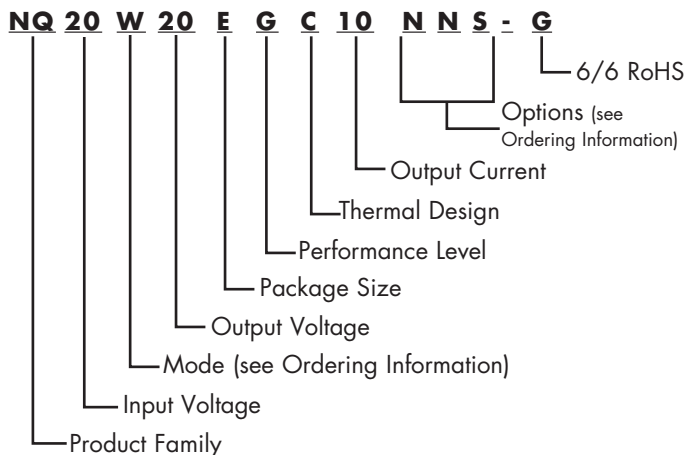 NQ 20 W 20 E G C 10 N N S - G
6/6 RoHS
Options (see
Ordering Information)
Output Current
Thermal Design
Performance Level
Package Size
Output Voltage
Mode (see Ordering Information)
Input Voltage
Product Family